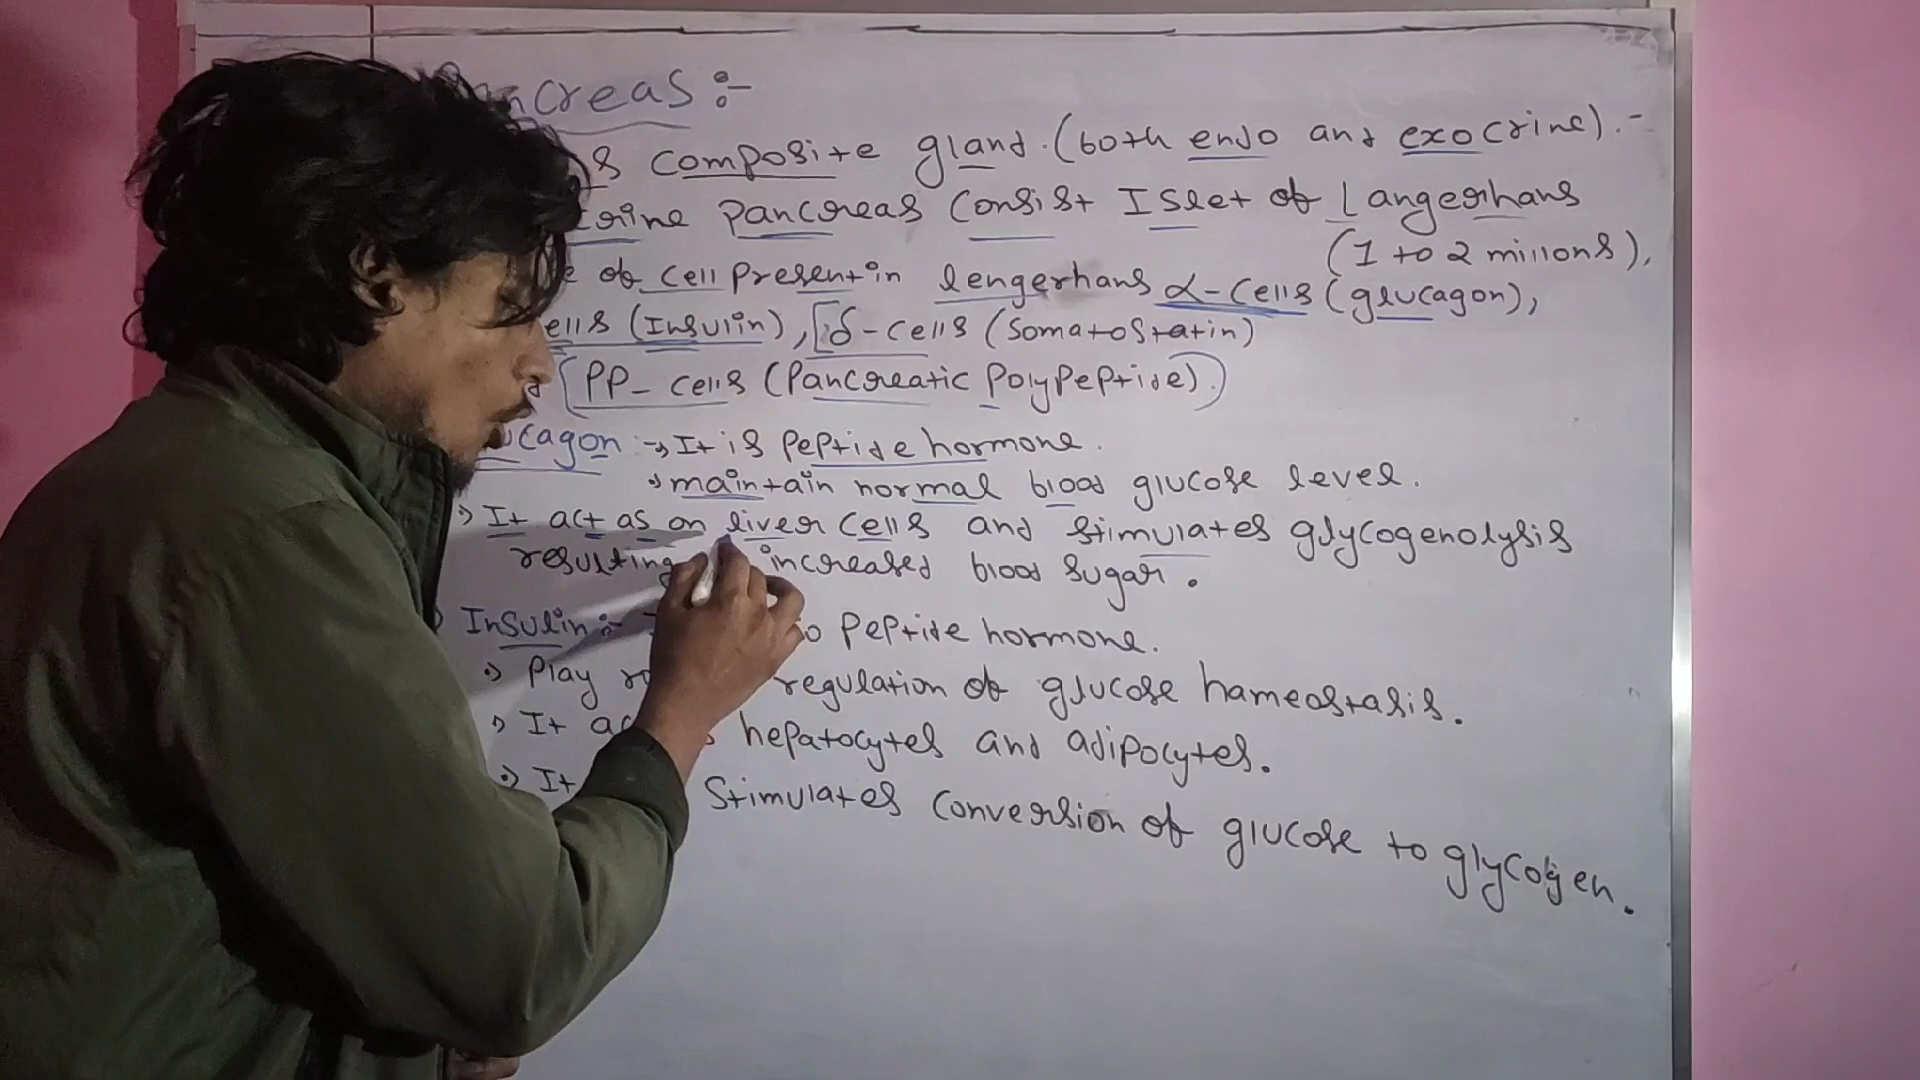 ncreas :-
composite gland. (both endo and exocrine). -
crine pancreas consist Islet of Langerhans
(1 to 2 millons),
of cell present in lengerhans α-cells (glucagon),
ells (Insulin), [δ-cells (somatostatin)
[PP- cells (pancreatic polypeptide).)
ucagon :→ It is peptide hormone.
maintain normal blood glucose level.
It act as on liver cells and stimulates glycogenolysis
resulting increased blood sugar.
Insulin :- peptide hormone.
Play regulation of glucose hameostasis.
It hepatocytes and adipocytes.
It stimulates conversion of glucose to glycogen.